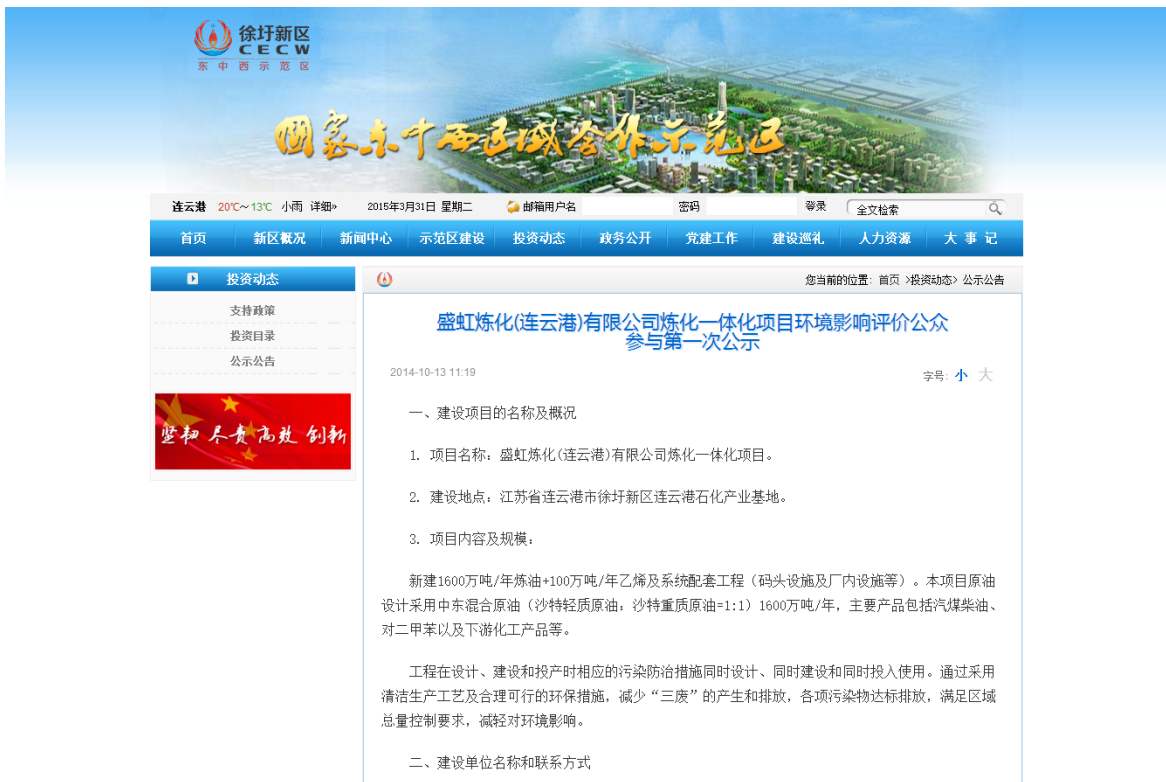 徐圩新区
CECW
东中西示范区
国家东中西区域合作示范区
连云港 20℃~13℃ 小雨 详细» 2015年3月31日 星期二 邮箱用户名 密码 登录 全文检索
首页 新区概况 新闻中心 示范区建设 投资动态 政务公开 党建工作 建设巡礼 人力资源 大事记
投资动态
支持政策
投资目录
公示公告
坚韧 尽责 高效 创新
您当前的位置: 首页 >投资动态> 公示公告
盛虹炼化(连云港)有限公司炼化一体化项目环境影响评价公众
参与第一次公示
2014-10-13 11:19 字号: 小 大
一、建设项目的名称及概况
1. 项目名称：盛虹炼化(连云港)有限公司炼化一体化项目。
2. 建设地点：江苏省连云港市徐圩新区连云港石化产业基地。
3. 项目内容及规模：
新建1600万吨/年炼油+100万吨/年乙烯及系统配套工程（码头设施及厂内设施等）。本项目原油
设计采用中东混合原油（沙特轻质原油：沙特重质原油=1:1）1600万吨/年，主要产品包括汽煤柴油、
对二甲苯以及下游化工产品等。
工程在设计、建设和投产时相应的污染防治措施同时设计、同时建设和同时投入使用。通过采用
清洁生产工艺及合理可行的环保措施，减少“三废”的产生和排放，各项污染物达标排放，满足区域
总量控制要求，减轻对环境影响。
二、建设单位名称和联系方式